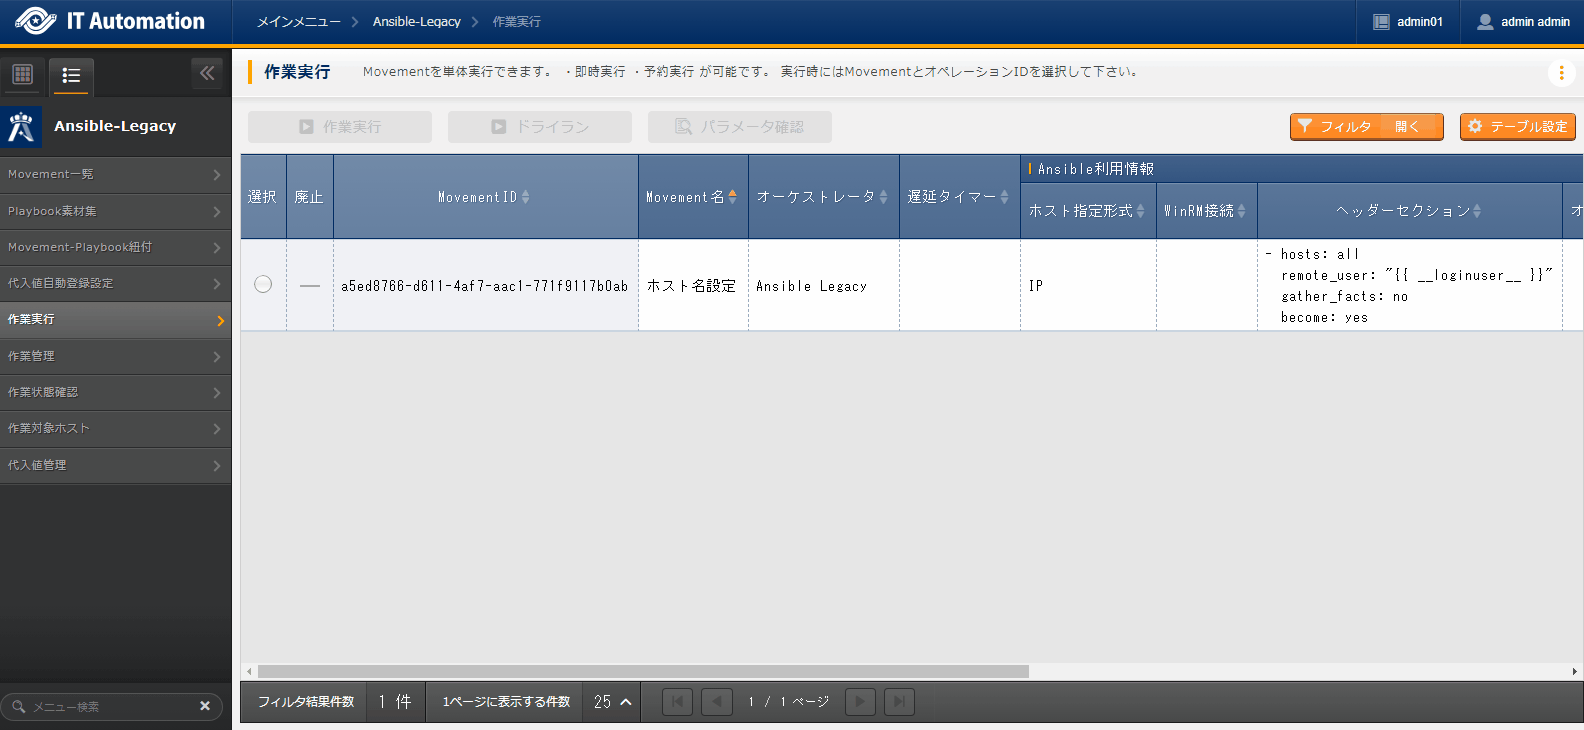 IT Automation
メインメニュー
Ansible-Legacy
作業実行
admin01
admin admin
Ansible-Legacy
Movement一覧
Playbook素材集
Movement-Playbook紐付
代入値自動登録設定
作業実行
作業管理
作業状態確認
作業対象ホスト
代入値管理
メニュー検索
作業実行
Movementを単体実行できます。 ・即時実行 ・予約実行 が可能です。 実行時にはMovementとオペレーションIDを選択して下さい。
作業実行
ドライラン
パラメータ確認
フィルタ 開く
テーブル設定
選択
廃止
MovementID
Movement名
オーケストレータ
遅延タイマー
Ansible利用情報
ホスト指定形式
WinRM接続
ヘッダーセクション
オ
a5ed8766-d611-4af7-aac1-771f9117b0ab
ホスト名設定
Ansible Legacy
IP
- hosts: all
remote_user: "{{ __loginuser__ }}"
gather_facts: no
become: yes
フィルタ結果件数
1 件
1ページに表示する件数
25
1 / 1 ページ